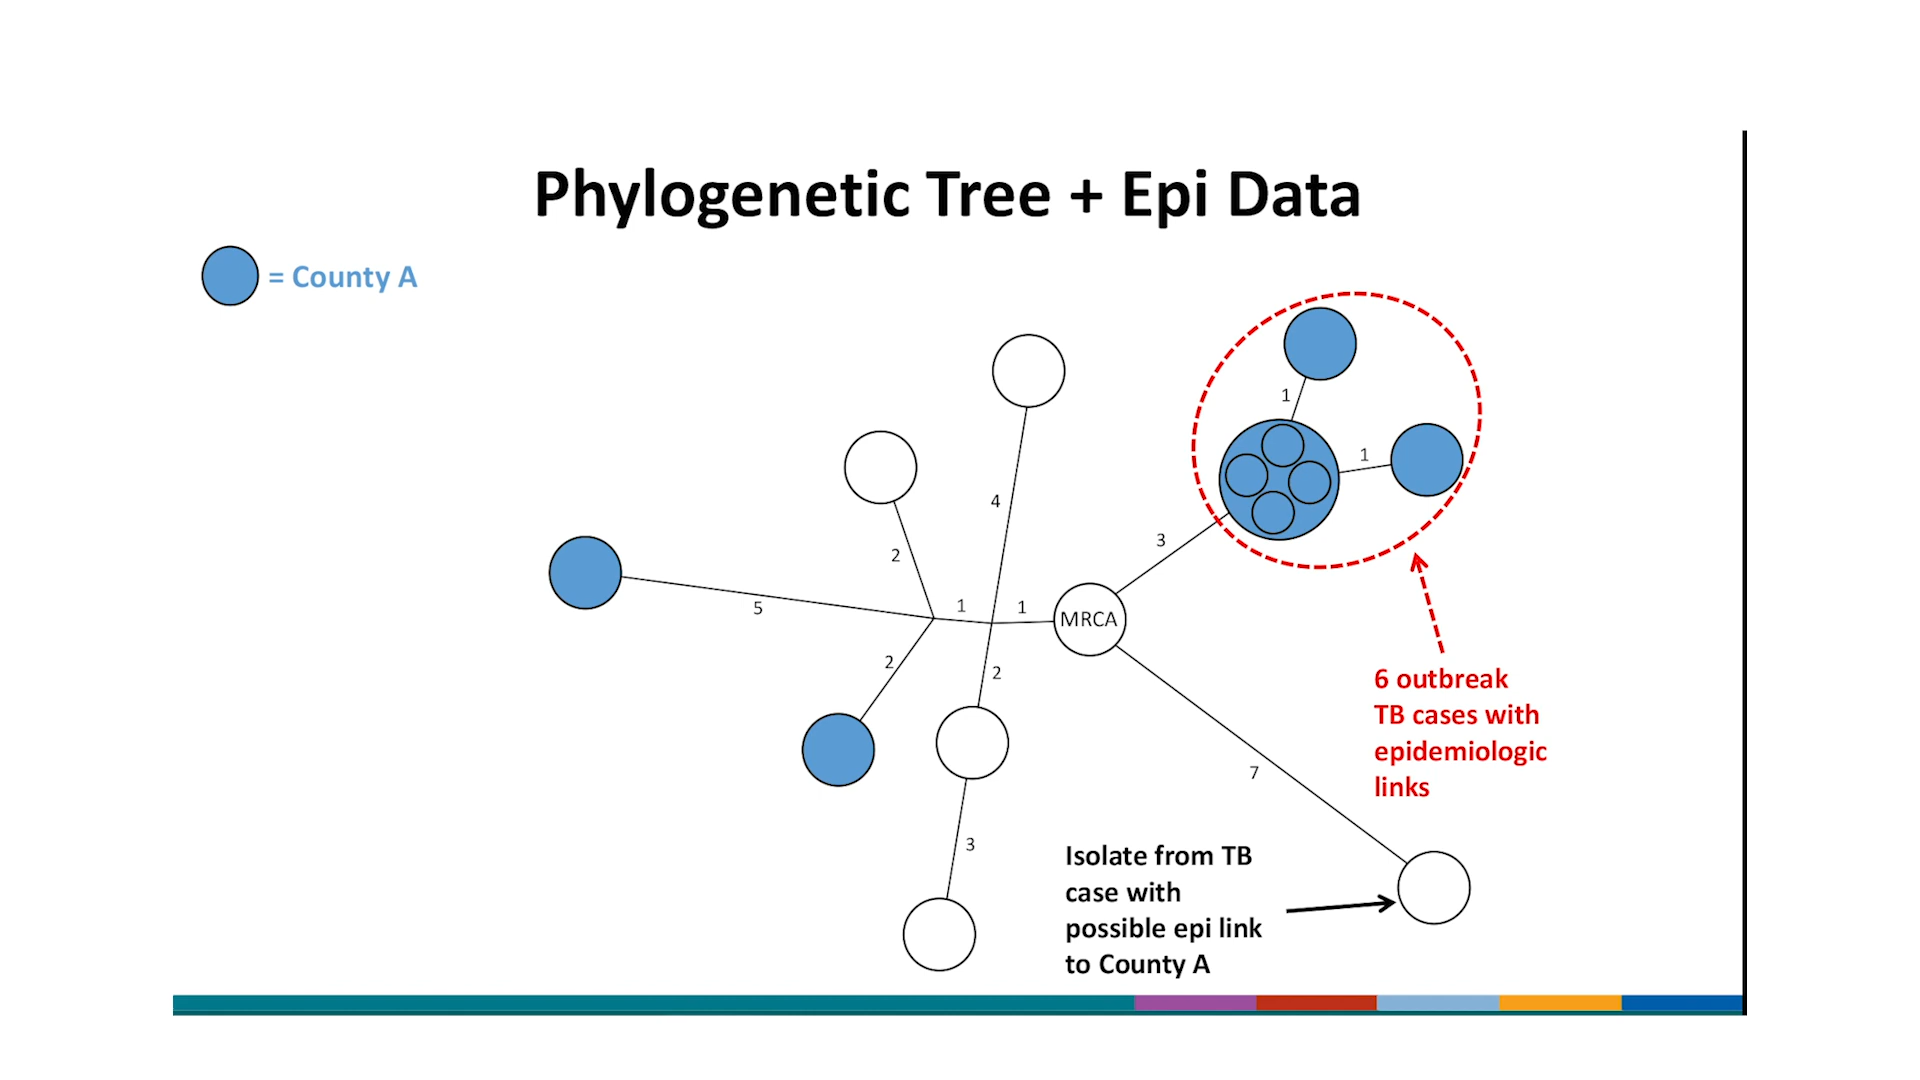 Phylogenetic Tree + Epi Data
= County A
1
1
4
2
3
5
1
1
MRCA
2
2
6 outbreak
TB cases with
epidemiologic
links
7
3
Isolate from TB
case with
possible epi link
to County A